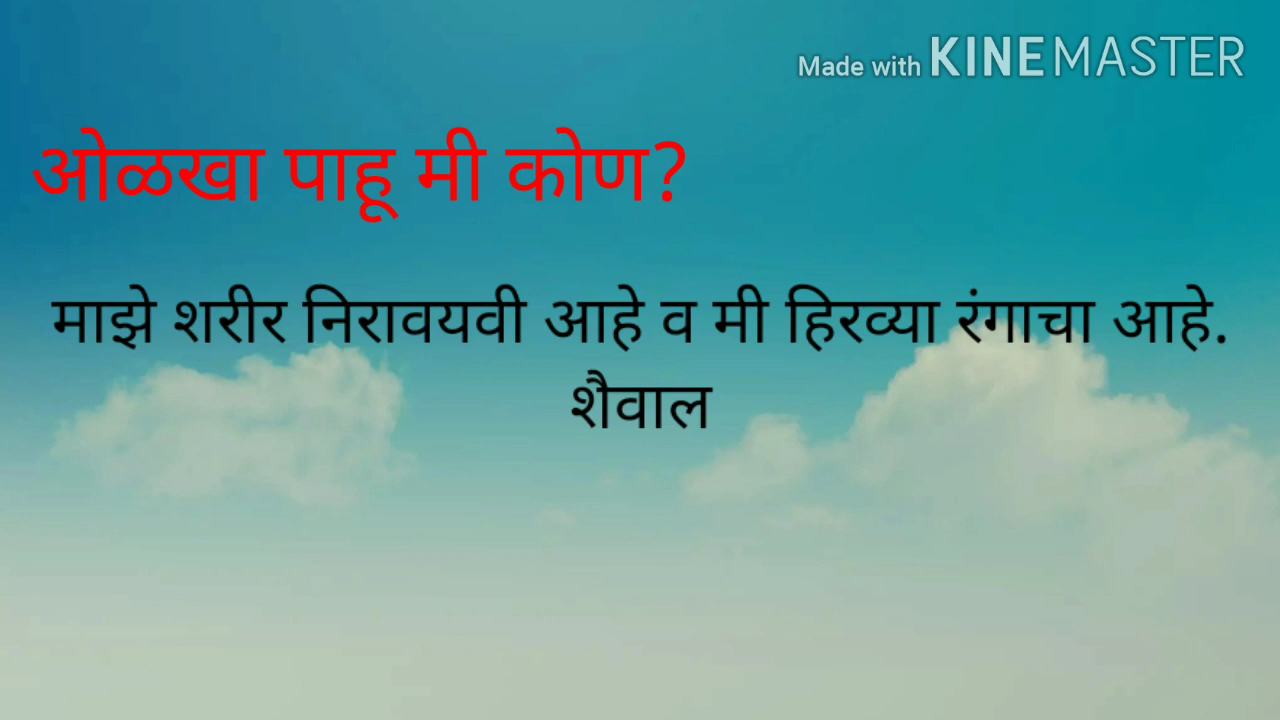 Made with KINEMASTER
ओळखा पाहू मी कोण?
माझे शरीर निरावयवी आहे व मी हिरव्या रंगाचा आहे.
शैवाल